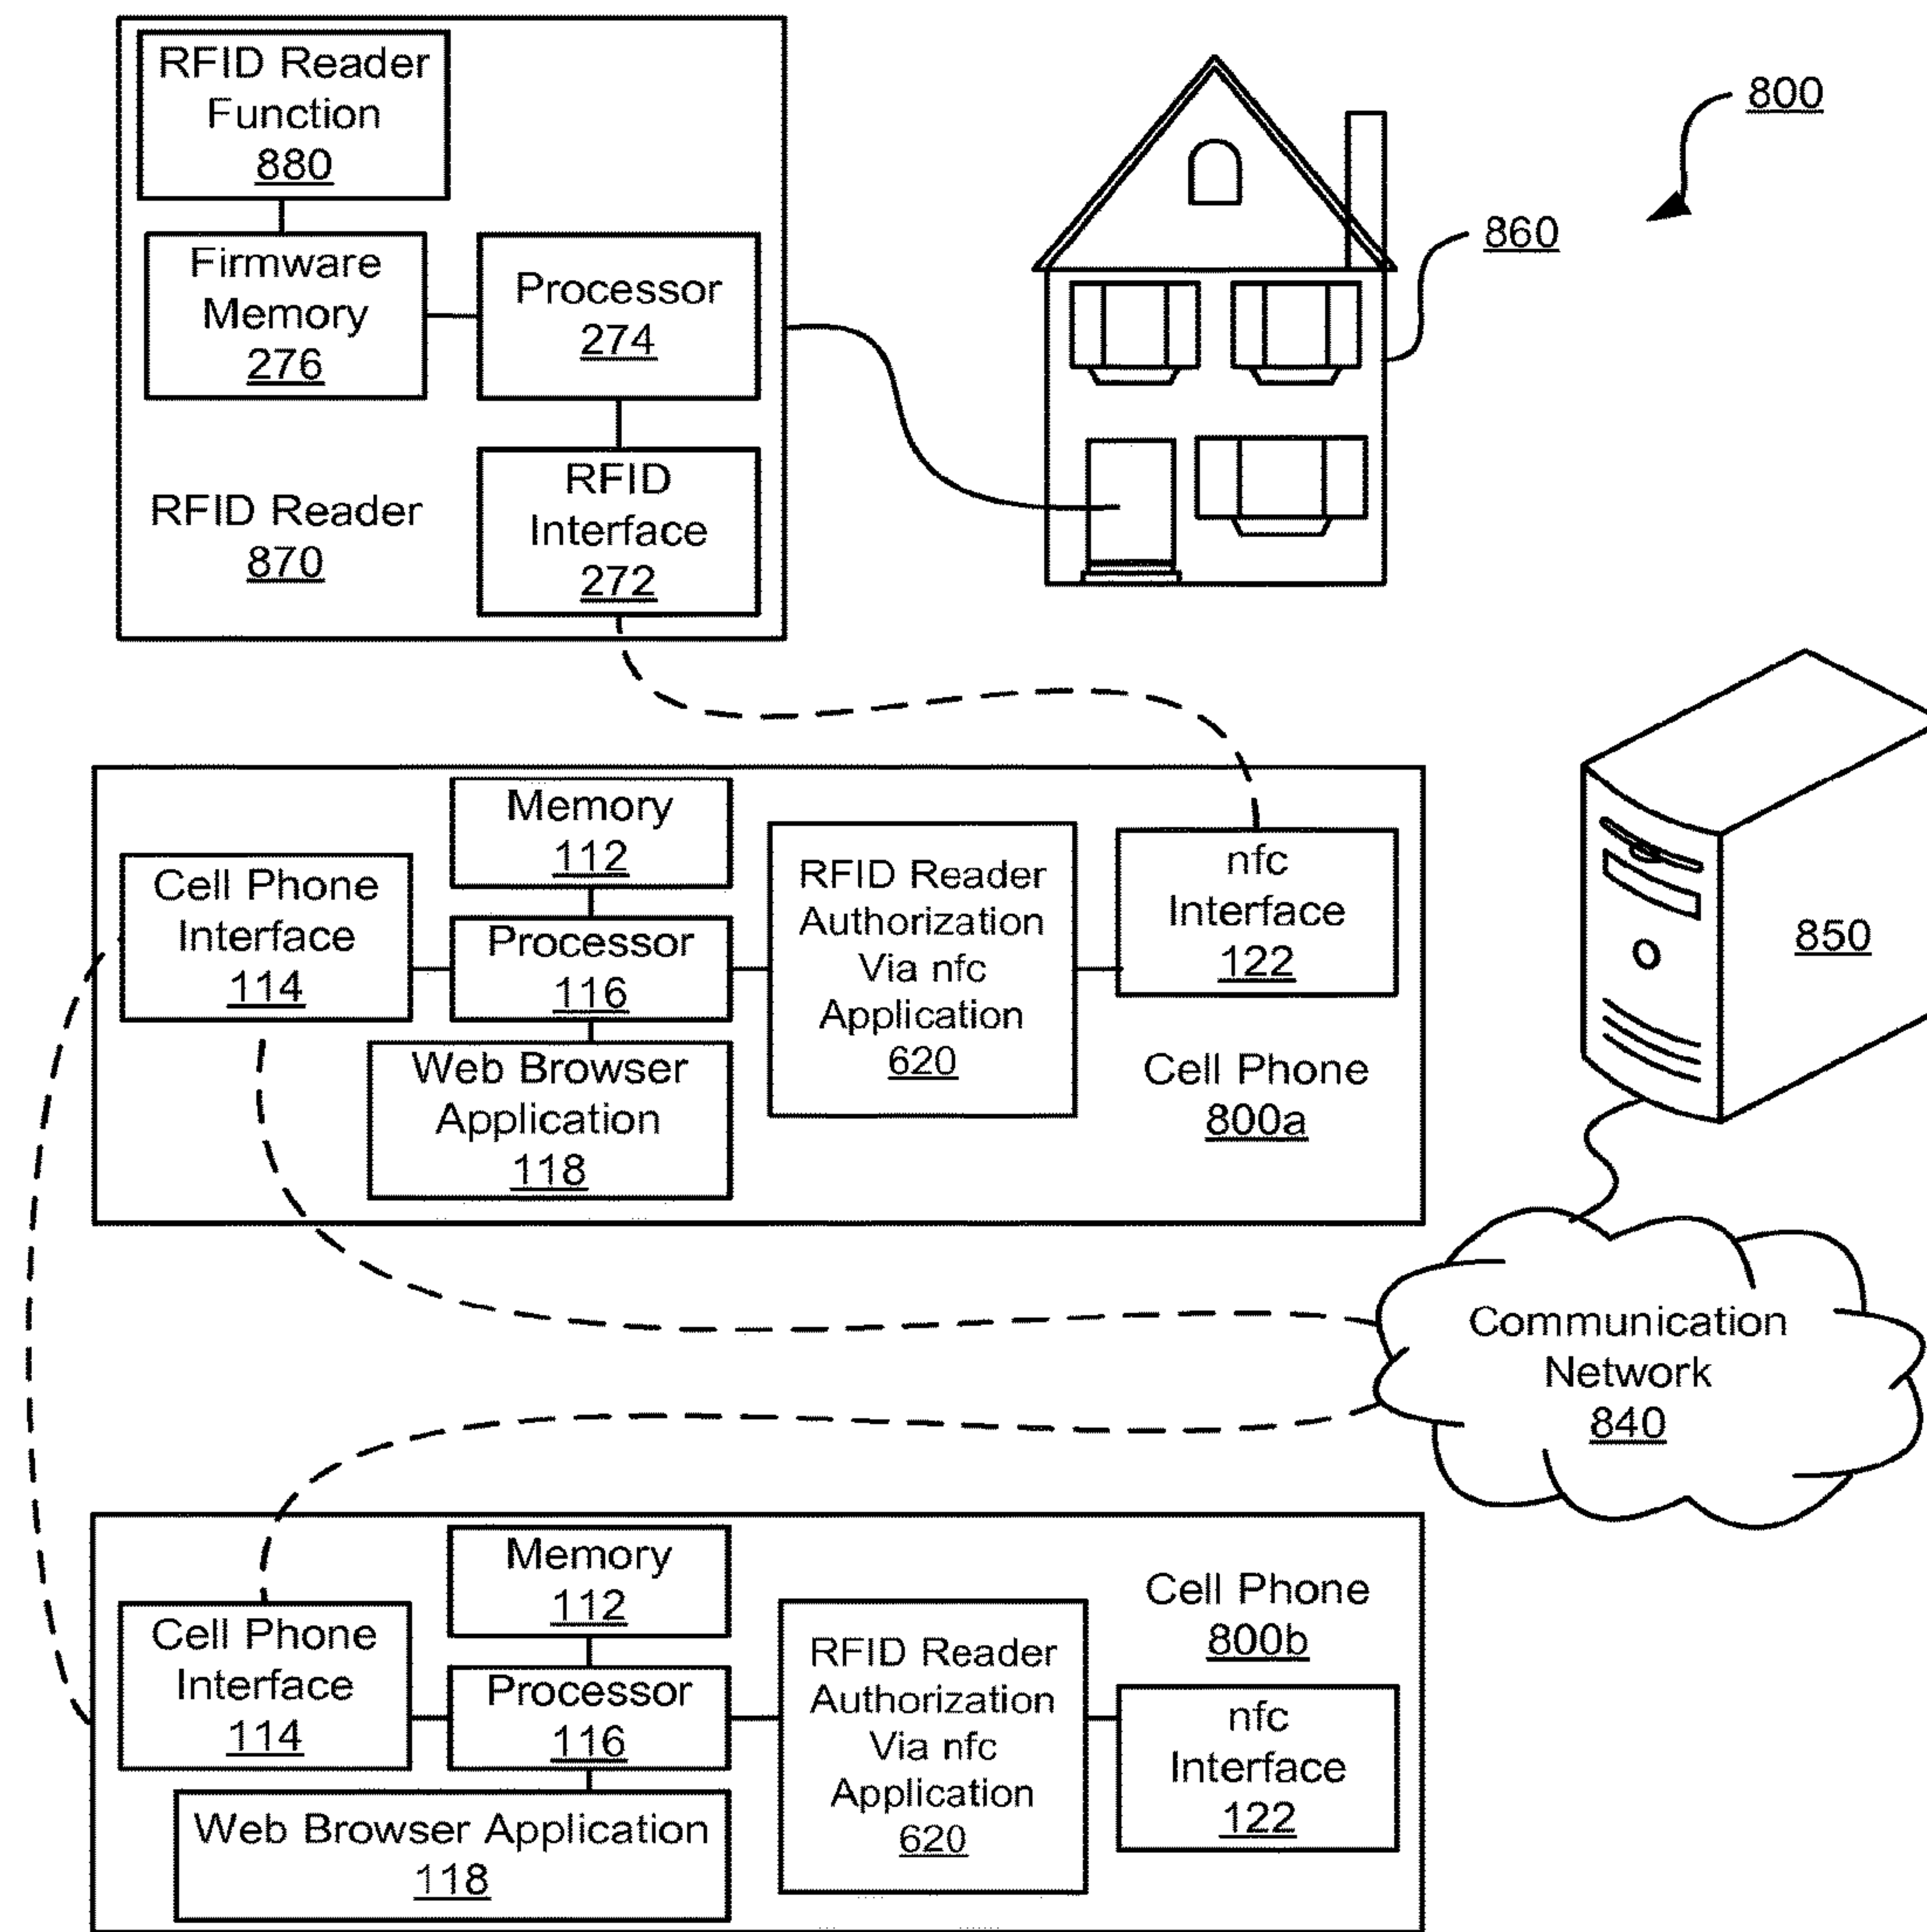 RFID Reader
Function
880
Firmware
Memory
276
Processor
274
RFID
Interface
272
RFID Reader
870
800
860
Memory
112
Cell Phone
Interface
114
Processor
116
Web Browser
Application
118
RFID Reader
Authorization
Via nfc
Application
620
nfc
Interface
122
Cell Phone
800a
850
Communication
Network
840
Memory
112
Cell Phone
Interface
114
Processor
116
Web Browser Application
118
RFID Reader
Authorization
Via nfc
Application
620
Cell Phone
800b
nfc
Interface
122